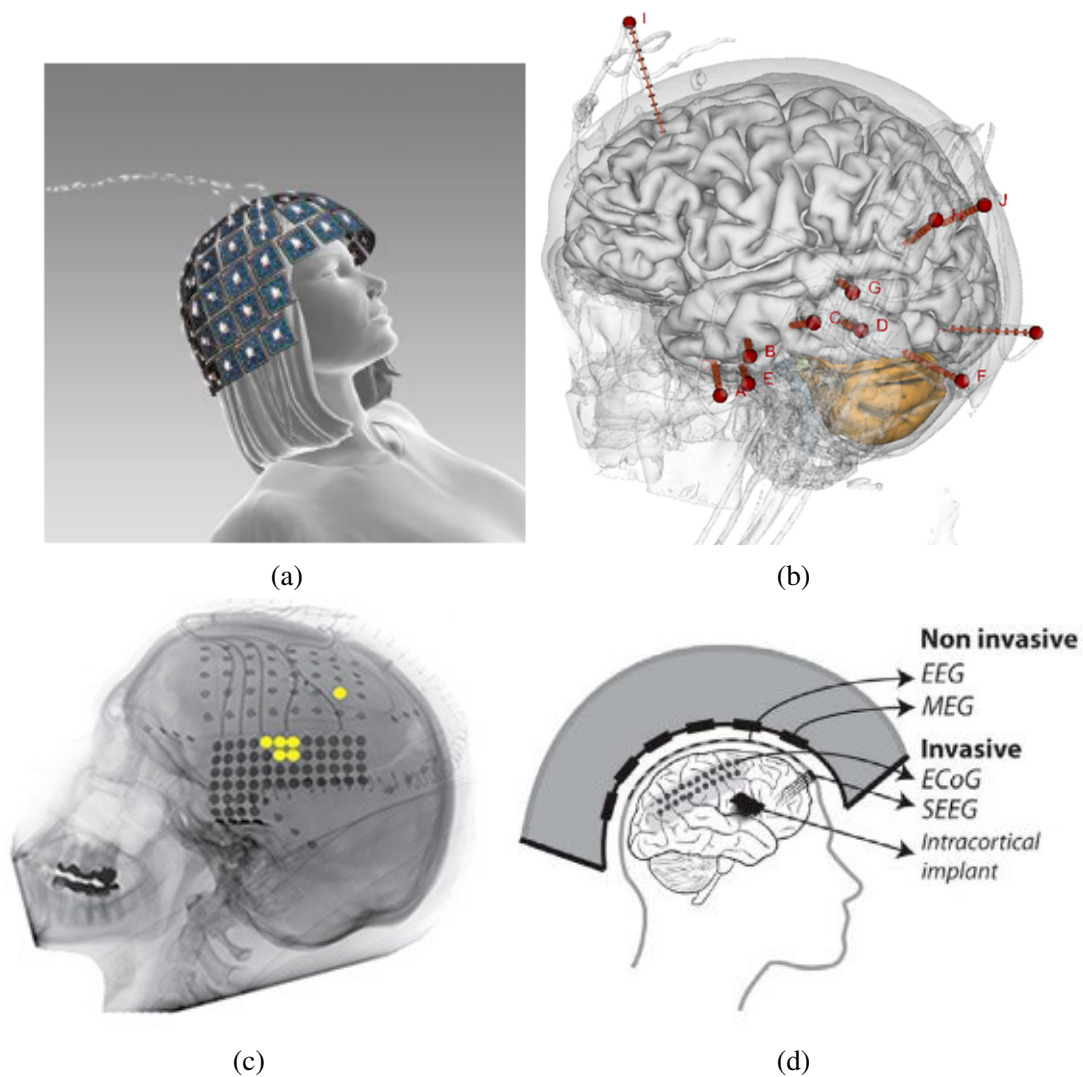 I
J
G
C
D
B
E
A
F
(a)
(b)
Non invasive
EEG
MEG
Invasive
ECoG
SEEG
Intracortical
implant
(c)
(d)